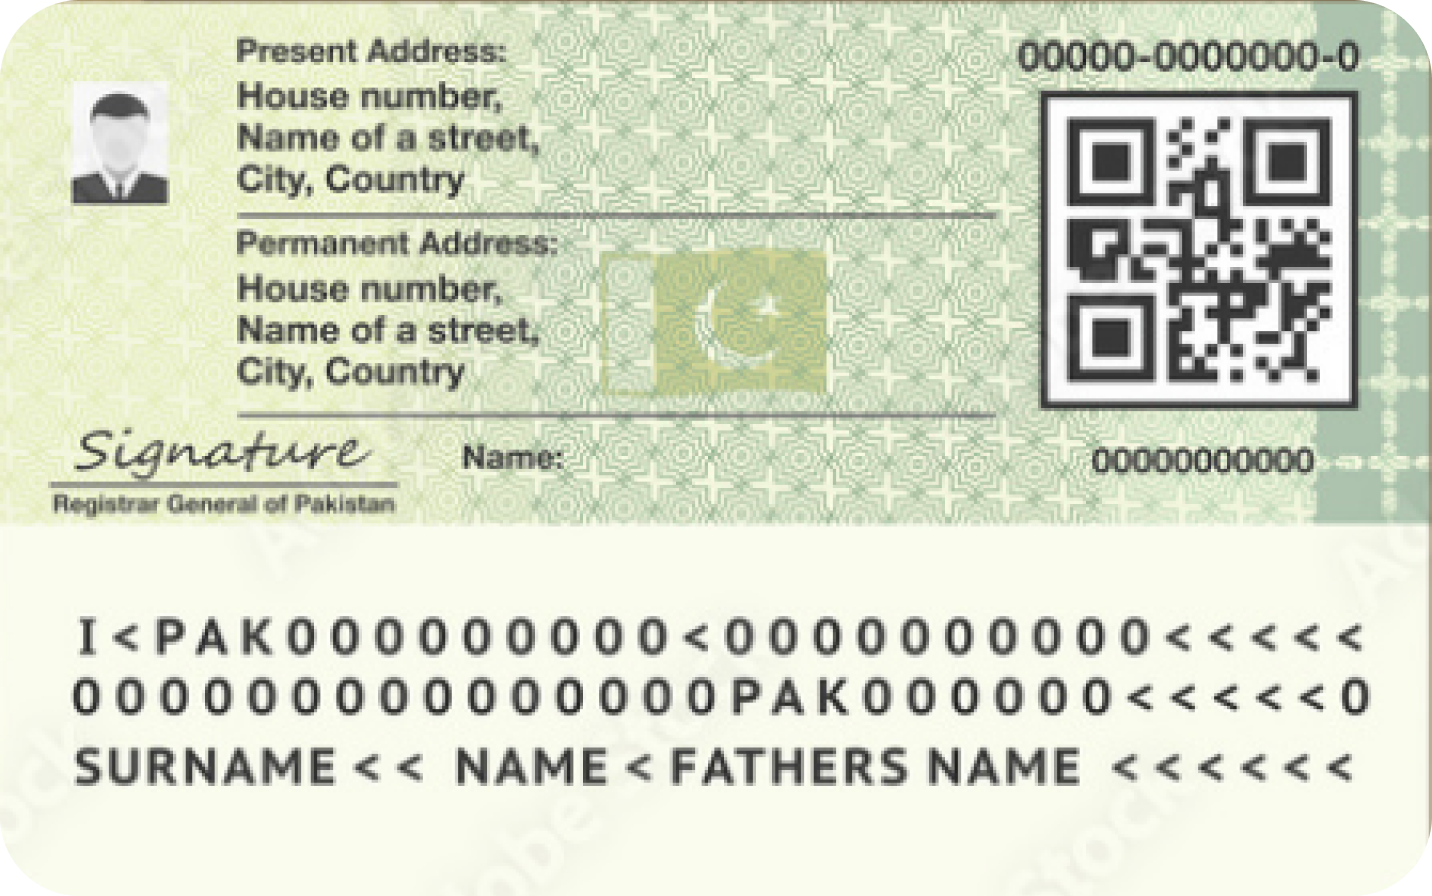 Present Address:
House number,
Name of a street,
City, Country
00000-0000000-0
Permanent Address:
House number,
Name of a street,
City, Country
Signature
Registrar General of Pakistan
Name:
00000000000
I<PAK000000000<0000000000<<<<<
000000000000000PAK000000<<<<<0
SURNAME << NAME <FATHERS NAME <<<<<<